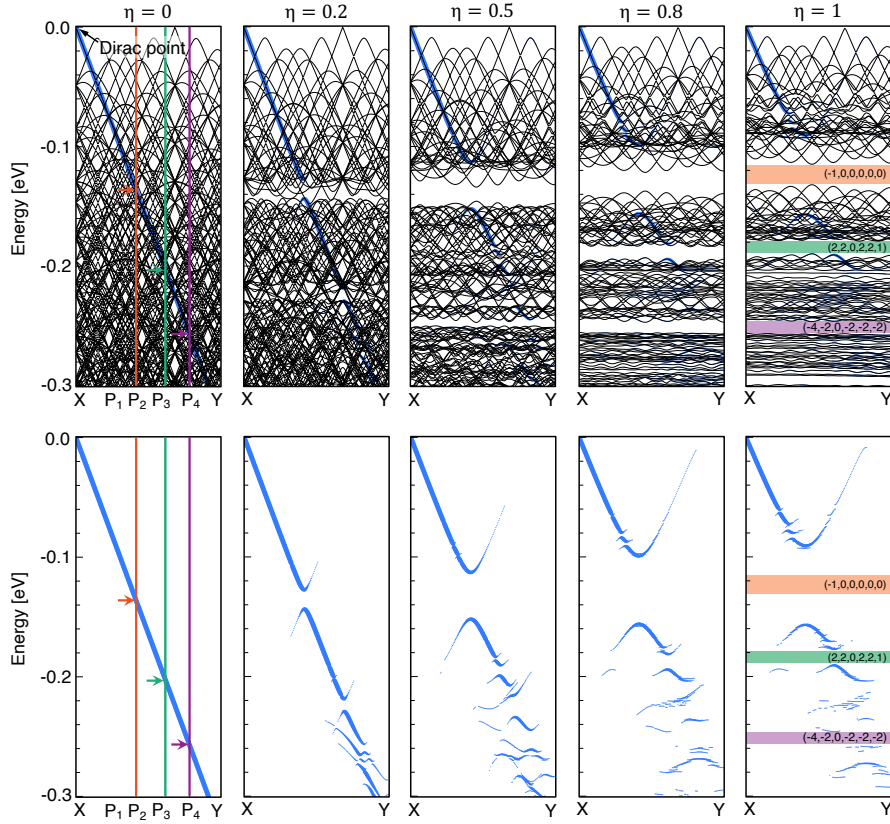 η = 0
η = 0.2
η = 0.5
η = 0.8
η = 1
Energy [eV]
0.0
-0.1
-0.2
-0.3
Dirac point
(-1,0,0,0,0,0)
(2,2,0,2,2,1)
(-4,-2,0,-2,-2,-2)
X P₁ P₂ P₃ P₄ Y
X Y
X Y
X Y
X Y
Energy [eV]
0.0
-0.1
-0.2
-0.3
(-1,0,0,0,0,0)
(2,2,0,2,2,1)
(-4,-2,0,-2,-2,-2)
X P₁ P₂ P₃ P₄ Y
X Y
X Y
X Y
X Y